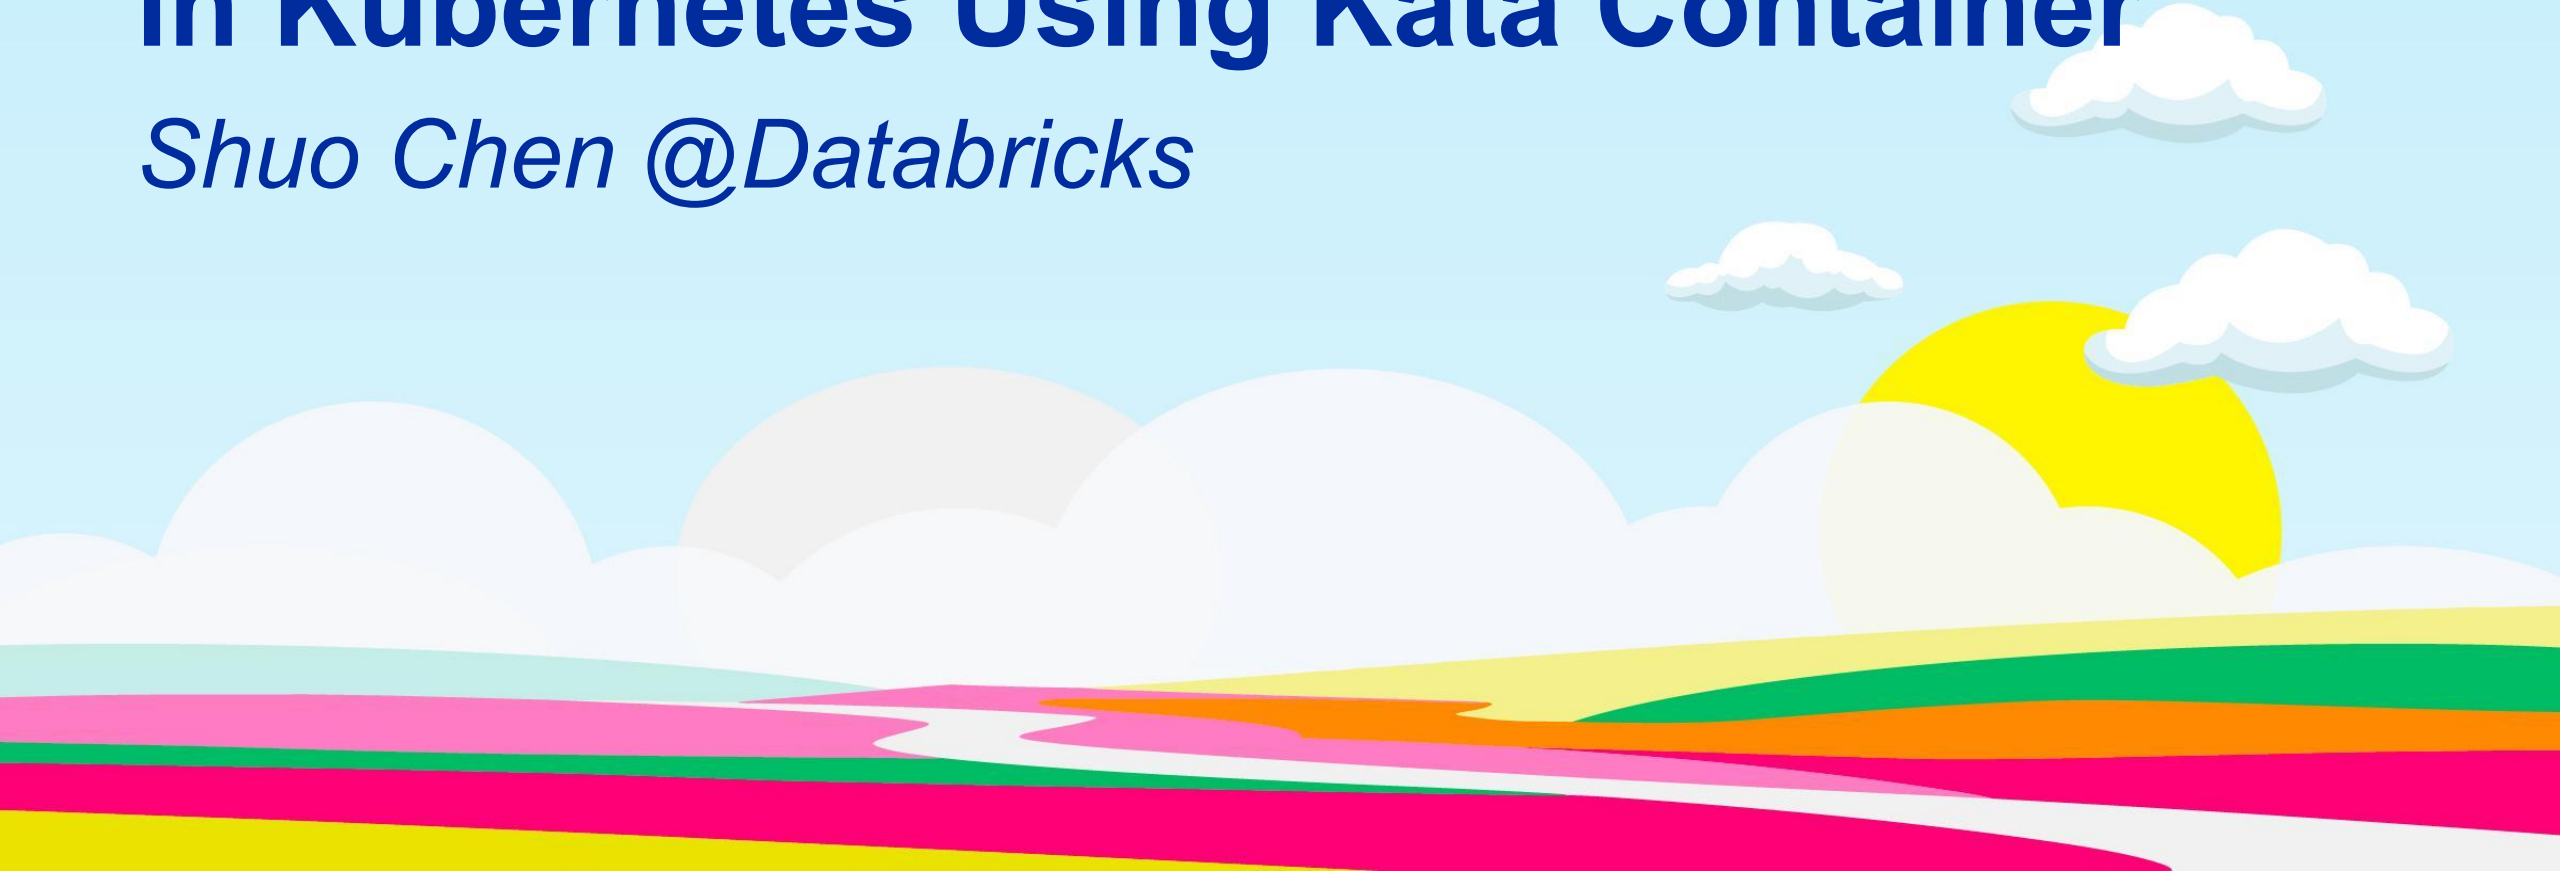 in Kubernetes Using Kata Container
Shuo Chen @Databricks